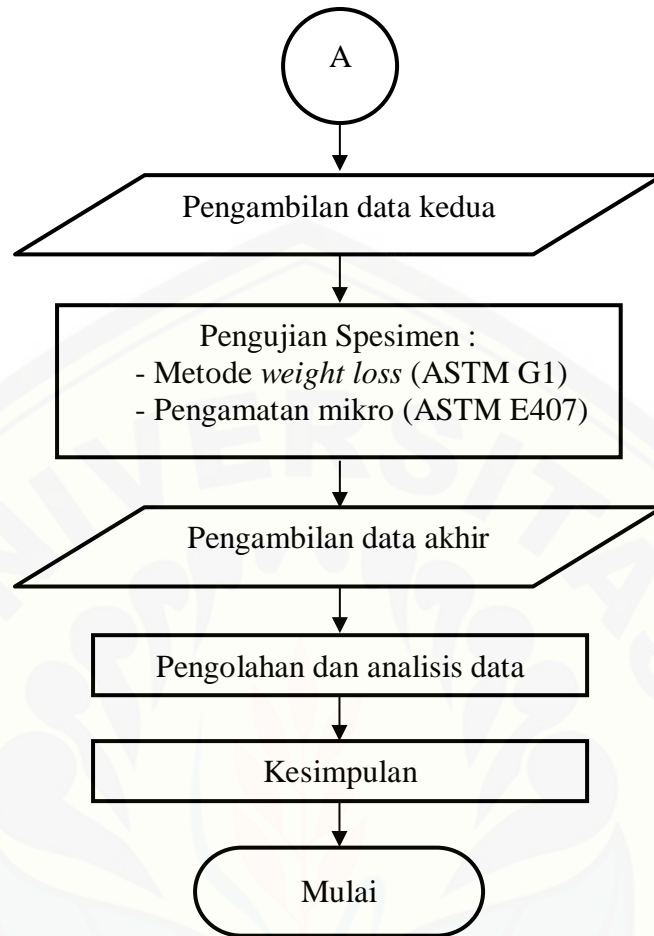 A
Pengambilan data kedua
Pengujian Spesimen :
- Metode weight loss (ASTM G1)
- Pengamatan mikro (ASTM E407)
Pengambilan data akhir
Pengolahan dan analisis data
Kesimpulan
Mulai